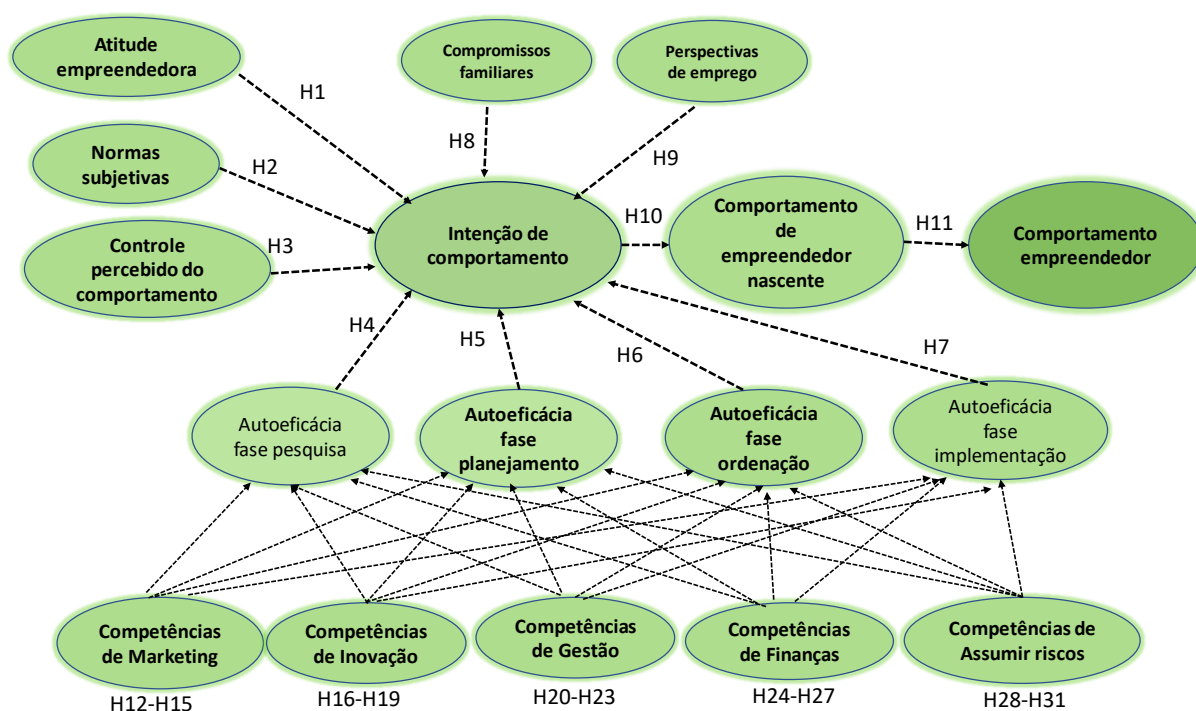 Atitude
empreendedora
Compromissos
familiares
Perspectivas
de emprego
H1
H8
H9
Normas
subjetivas
H2
Controle
percebido do
comportamento
H3
Intenção de
comportamento
H10
Comportamento
de
empreendedor
nascente
H11
Comportamento
empreendedor
H4
H5
H6
H7
Autoeficácia
fase pesquisa
Autoeficácia
fase
planejamento
Autoeficácia
fase
ordenação
Autoeficácia
fase
implementação
Competências
de Marketing
Competências
de Inovação
Competências
de Gestão
Competências
de Finanças
Competências de
Assumir riscos
H12-H15
H16-H19
H20-H23
H24-H27
H28-H31